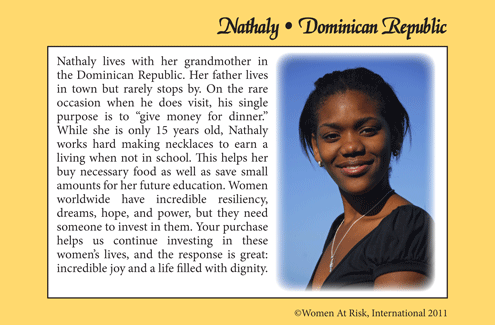 Nathaly • Dominican Republic
Nathaly lives with her grandmother in
the Dominican Republic. Her father lives
in town but rarely stops by. On the rare
occasion when he does visit, his single
purpose is to “give money for dinner.”
While she is only 15 years old, Nathaly
works hard making necklaces to earn a
living when not in school. This helps her
buy necessary food as well as save small
amounts for her future education. Women
worldwide have incredible resiliency,
dreams, hope, and power, but they need
someone to invest in them. Your purchase
helps us continue investing in these
women’s lives, and the response is great:
incredible joy and a life filled with dignity.
©Women At Risk, International 2011